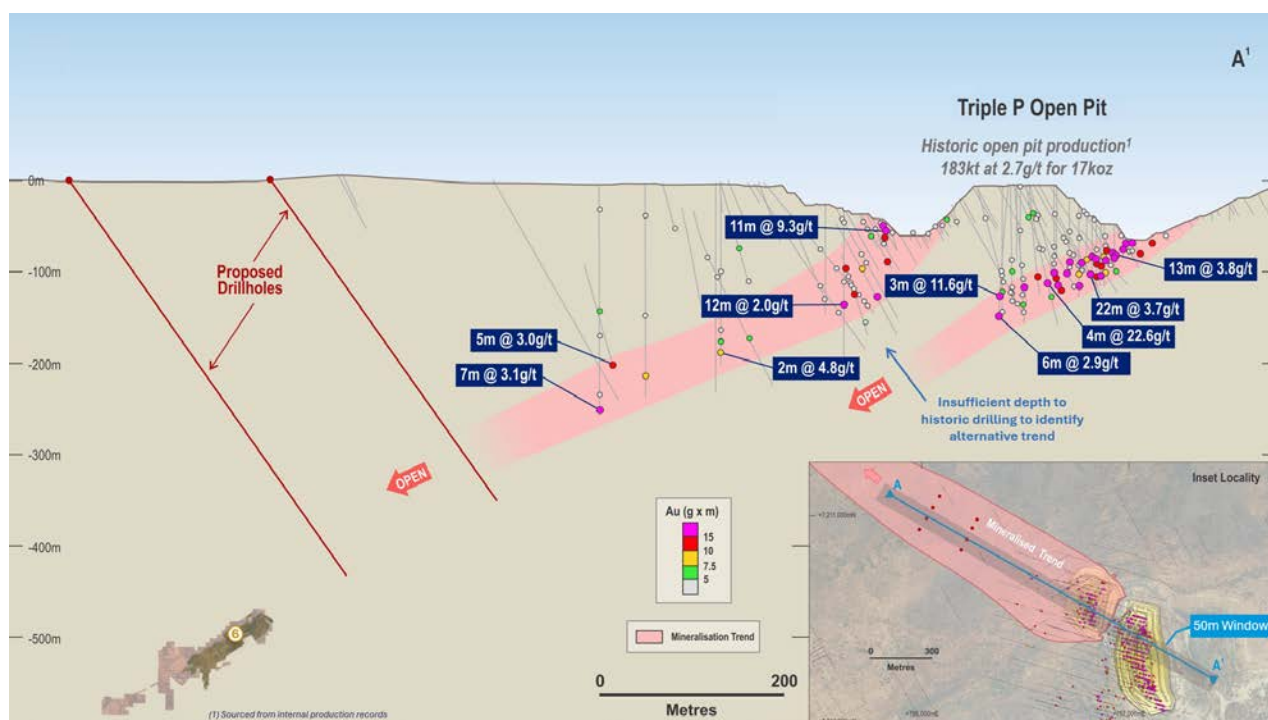 A¹
Triple P Open Pit
Historic open pit production¹
183kt at 2.7g/t for 17koz
0m
0m
-100m
-200m
-300m
-400m
-500m
Proposed
Drillholes
11m @ 9.3g/t
12m @ 2.0g/t
3m @ 11.6g/t
13m @ 3.8g/t
22m @ 3.7g/t
4m @ 22.6g/t
6m @ 2.9g/t
5m @ 3.0g/t
7m @ 3.1g/t
2m @ 4.8g/t
OPEN
OPEN
Insufficient depth to
historic drilling to identify
alternative trend
Au (g x m)
15
10
7.5
5
Mineralisation Trend
0
200
Metres
6
(1) Sourced from internal production records
Inset Locality
A
Mineralised Trend
50m Window
A'
0
300
Metres